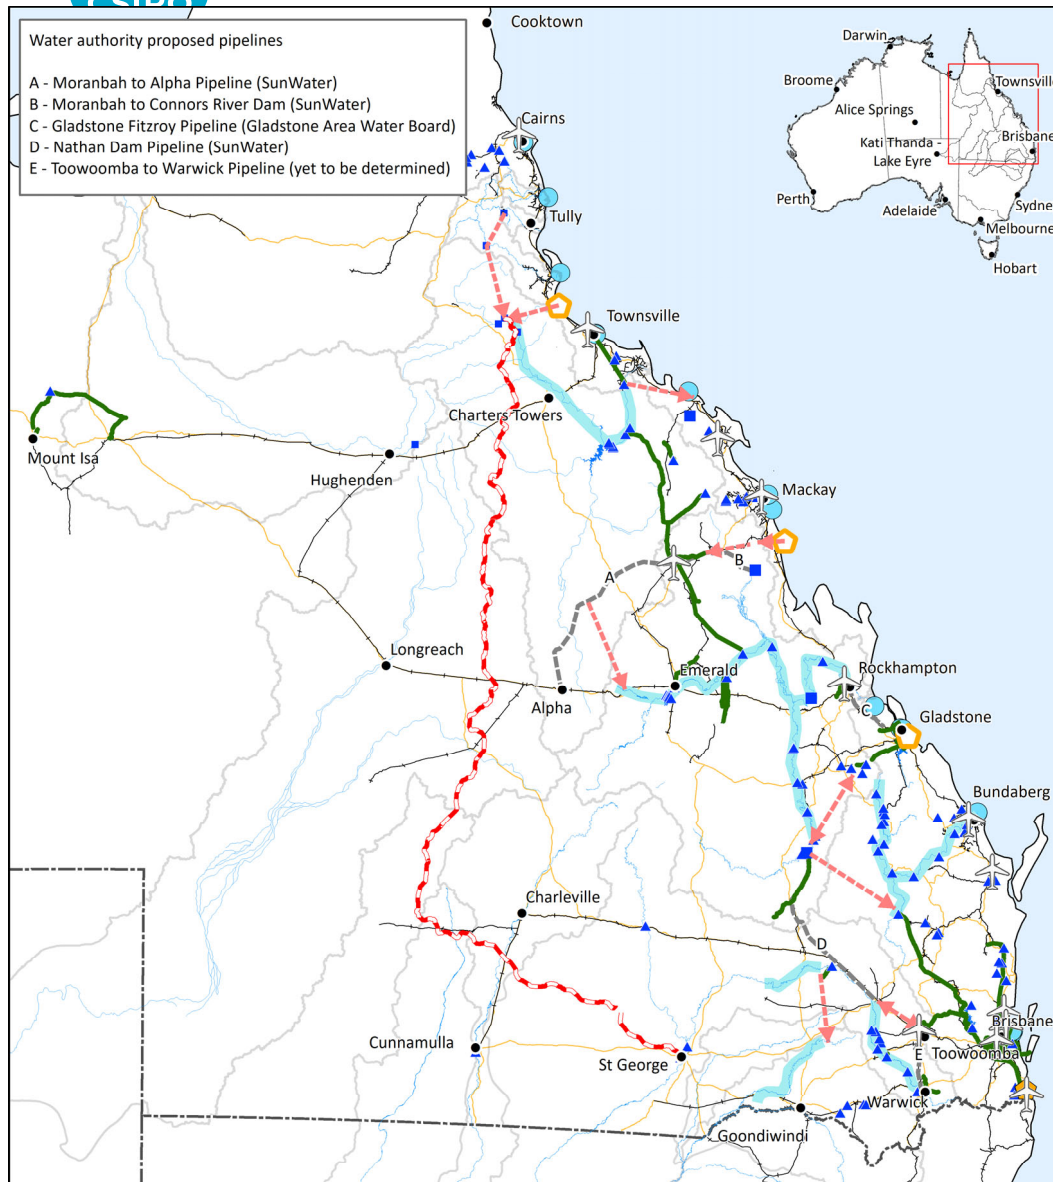 CSIRO
Water authority proposed pipelines
A - Moranbah to Alpha Pipeline (SunWater)
B - Moranbah to Connors River Dam (SunWater)
C - Gladstone Fitzroy Pipeline (Gladstone Area Water Board)
D - Nathan Dam Pipeline (SunWater)
E - Toowoomba to Warwick Pipeline (yet to be determined)
Cooktown
Darwin
Broome
Townsville
Alice Springs
Brisbane
Kati Thanda -
Lake Eyre
Perth
Sydne
Adelaide
Melbourne
Hobart
Cairns
Tully
Townsville
Charters Towers
Mount Isa
Hughenden
Mackay
B
A
Longreach
Emerald
Rockhampton
Alpha
C
Gladstone
Bundaberg
Charleville
D
Brisbane
Cunnamulla
E
Toowoomba
St George
Warwick
Goondiwindi